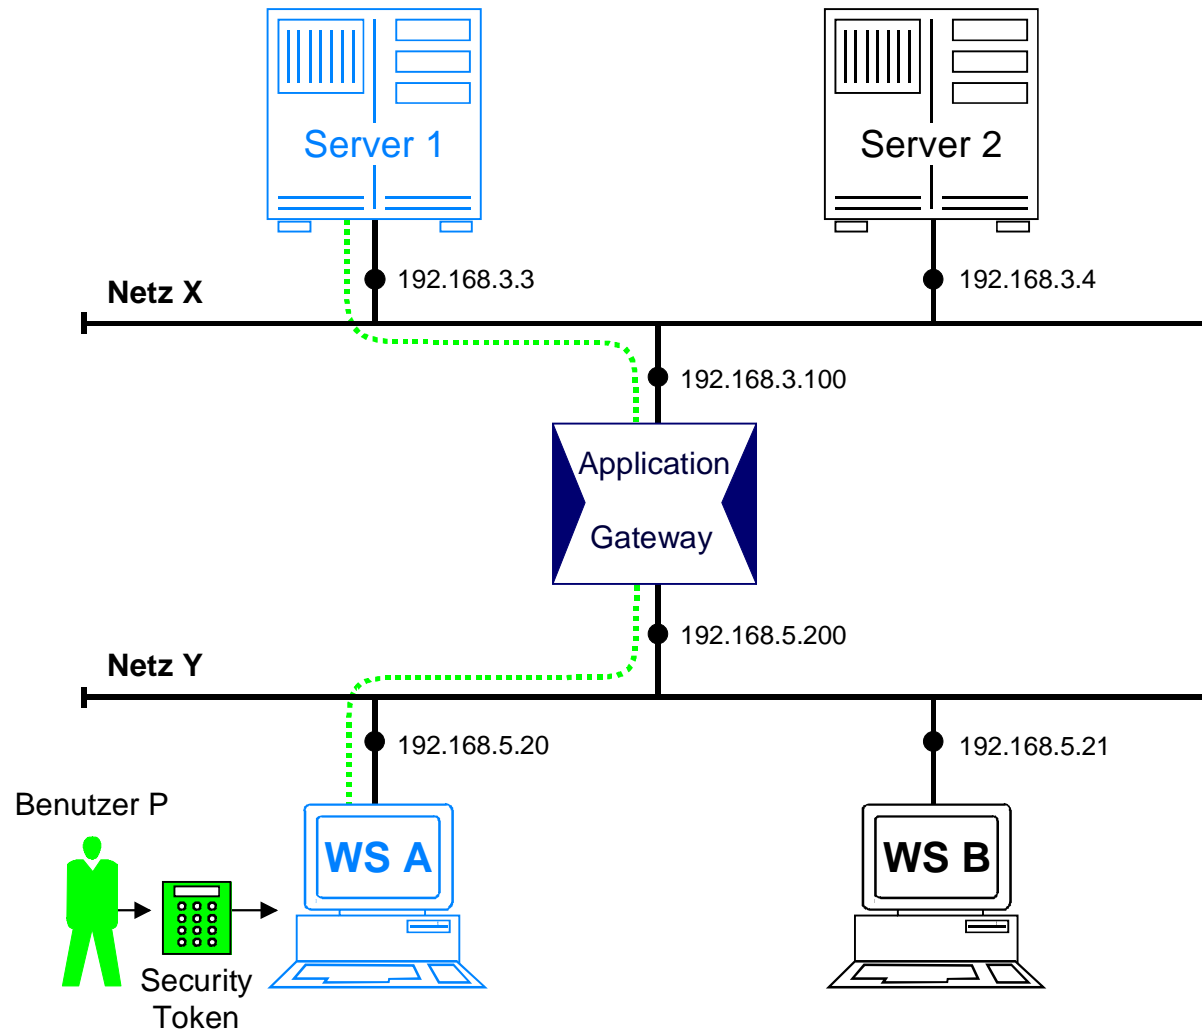 Server 1
Server 2
192.168.3.3
192.168.3.4
Netz X
192.168.3.100
Application
Gateway
192.168.5.200
Netz Y
192.168.5.20
192.168.5.21
Benutzer P
WS A
WS B
Security
Token